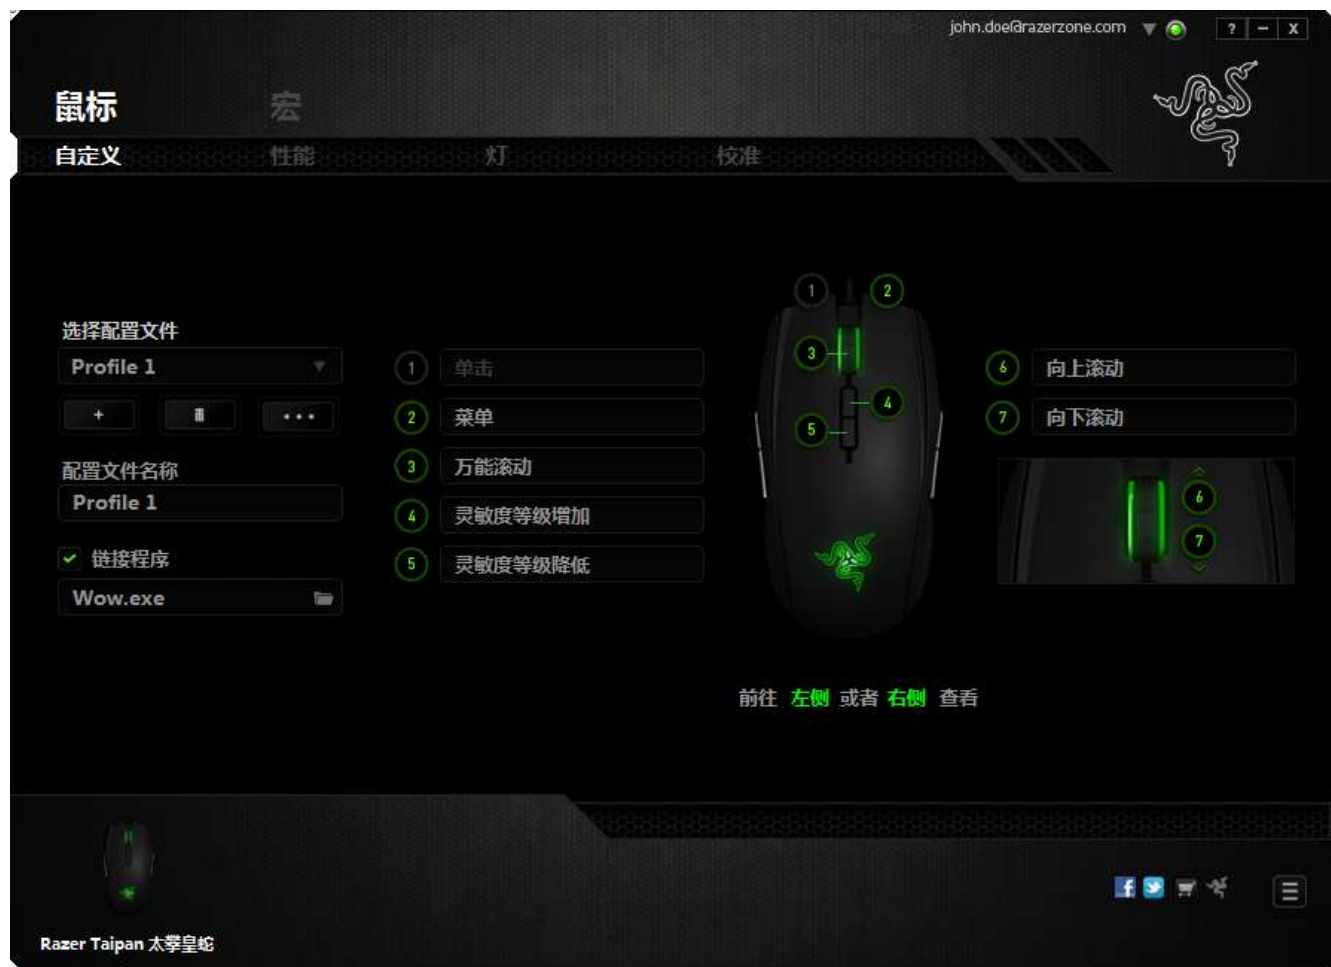 john.doe@razerzone.com
? – X
鼠标 宏
自定义 性能 灯 校准
选择配置文件
Profile 1
+ •••
配置文件名称
Profile 1
链接程序
Wow.exe
1 单击
2 菜单
3 万能滚动
4 灵敏度等级增加
5 灵敏度等级降低
1 2
3
4
5
6 向上滚动
7 向下滚动
6
7
前往 左侧 或者 右侧 查看
Razer Taipan 太攀皇蛇